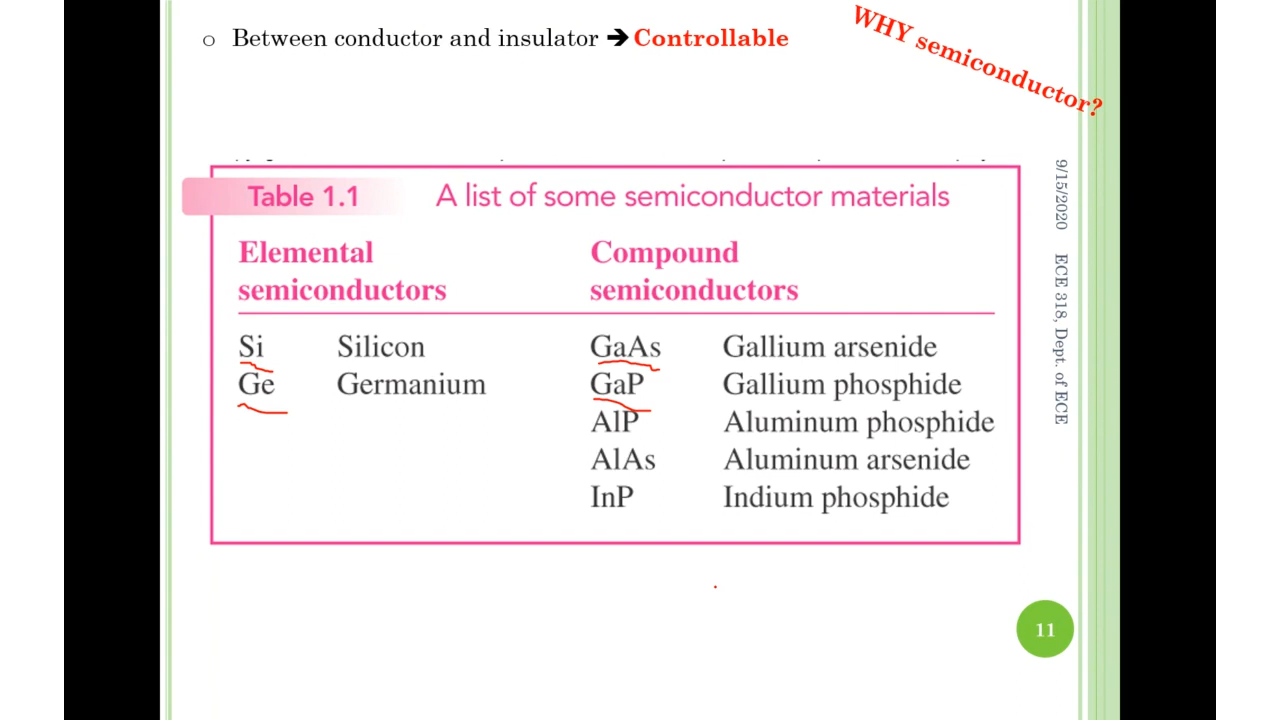 Between conductor and insulator ➔ Controllable
WHY semiconductor?
Table 1.1 A list of some semiconductor materials
Elemental Compound
semiconductors semiconductors
Si Silicon GaAs Gallium arsenide
Ge Germanium GaP Gallium phosphide
AlP Aluminum phosphide
AlAs Aluminum arsenide
InP Indium phosphide
9/15/2020 ECE 318, Dept. of ECE
11